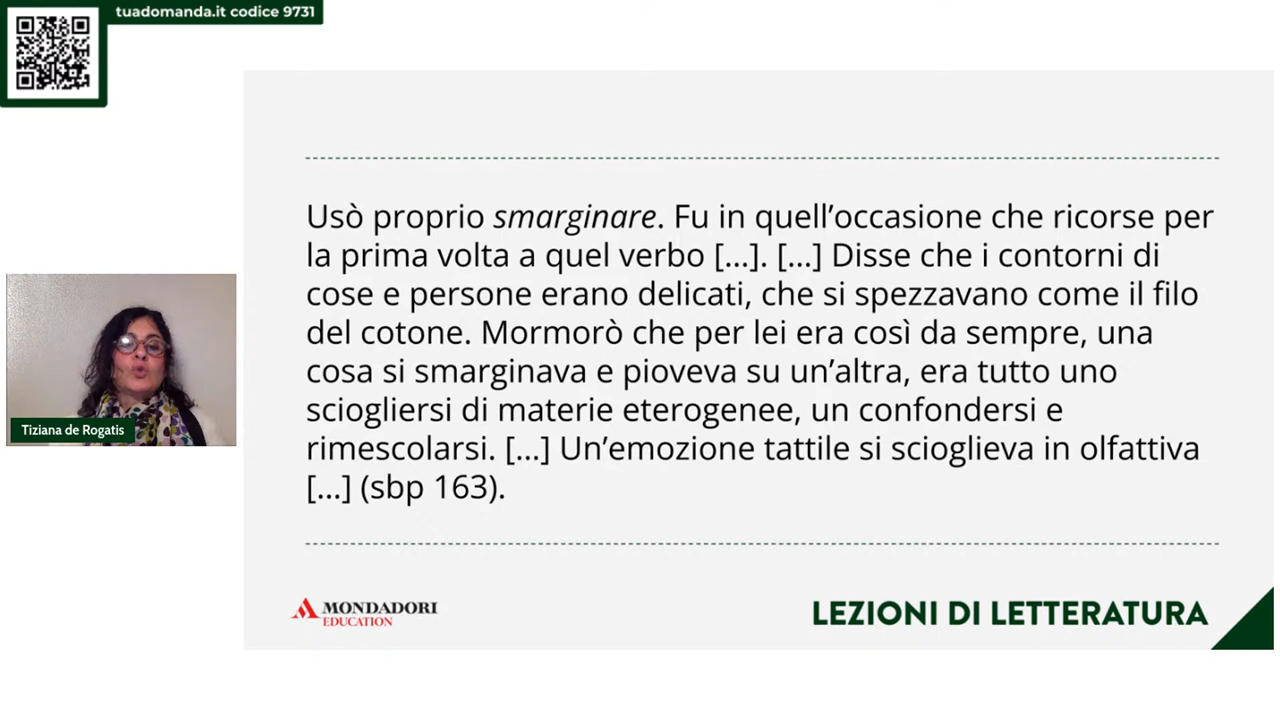 tuadomanda.it codice 9731
Usò proprio smarginare. Fu in quell’occasione che ricorse per
la prima volta a quel verbo [...]. [...] Disse che i contorni di
cose e persone erano delicati, che si spezzavano come il filo
del cotone. Mormorò che per lei era così da sempre, una
cosa si smarginava e pioveva su un’altra, era tutto uno
sciogliersi di materie eterogenee, un confondersi e
rimescolarsi. [...] Un’emozione tattile si scioglieva in olfattiva
[...] (sbp 163).
Tiziana de Rogatis
MONDADORI
EDUCATION
LEZIONI DI LETTERATURA